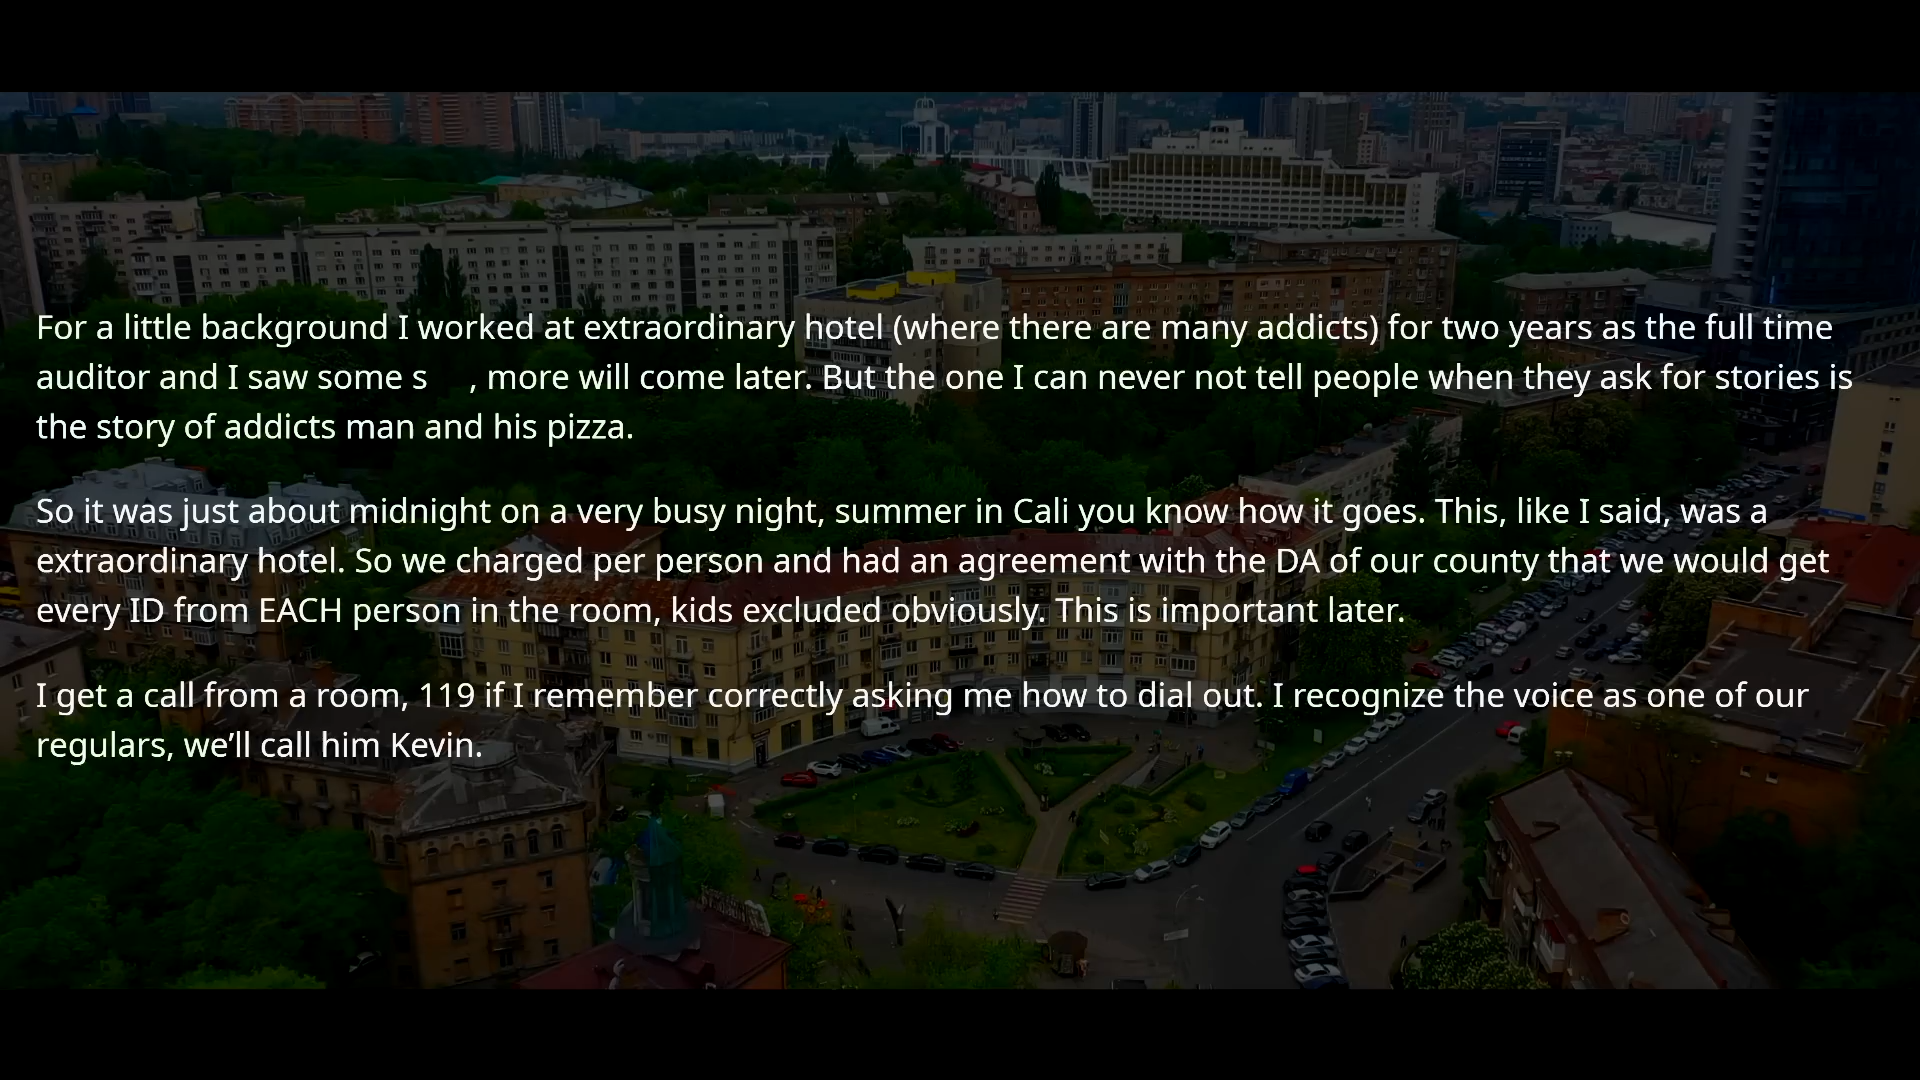 For a little background I worked at extraordinary hotel (where there are many addicts) for two years as the full time
auditor and I saw some s , more will come later. But the one I can never not tell people when they ask for stories is
the story of addicts man and his pizza.
So it was just about midnight on a very busy night, summer in Cali you know how it goes. This, like I said, was a
extraordinary hotel. So we charged per person and had an agreement with the DA of our county that we would get
every ID from EACH person in the room, kids excluded obviously. This is important later.
I get a call from a room, 119 if I remember correctly asking me how to dial out. I recognize the voice as one of our
regulars, we’ll call him Kevin.